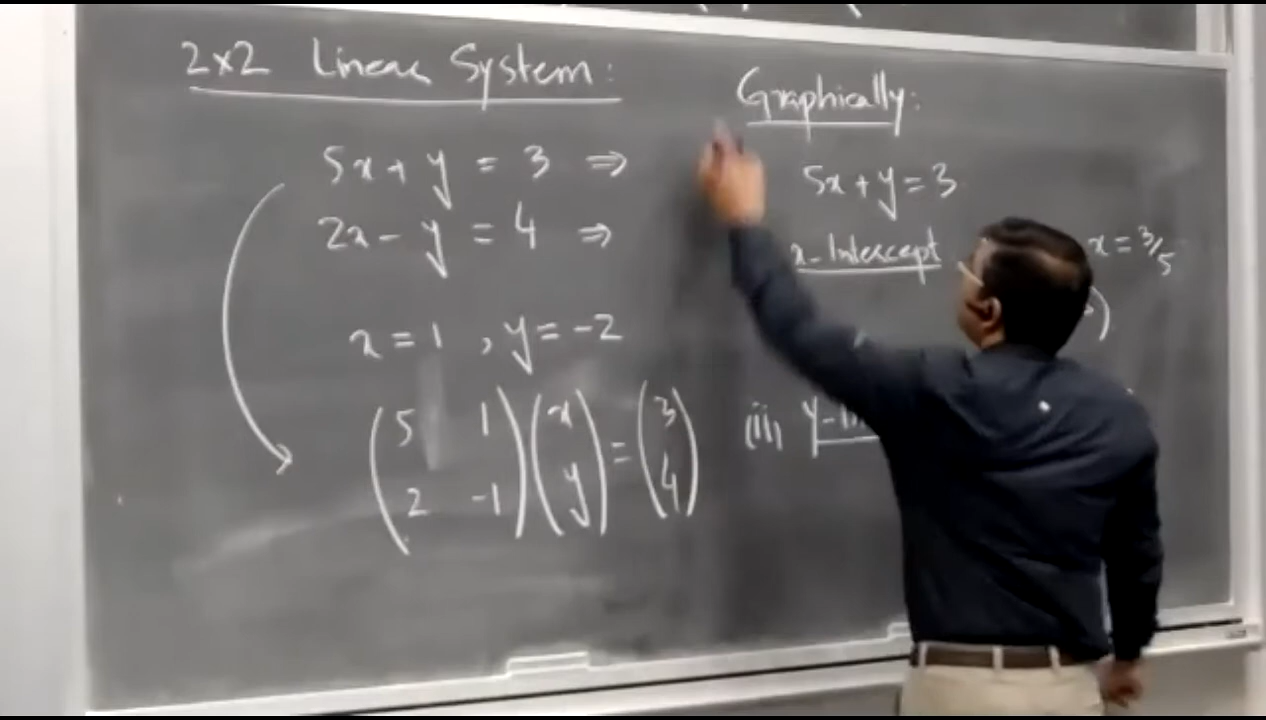 2x2 Linear System:
5x + y = 3 ⇒
2x - y = 4 ⇒
x = 1 , y = -2
(5 1) (x) = (3)
(2 -1) (y) (4)
Graphically:
5x + y = 3
x-Intercept x = 3/5
)
(ii) y-In